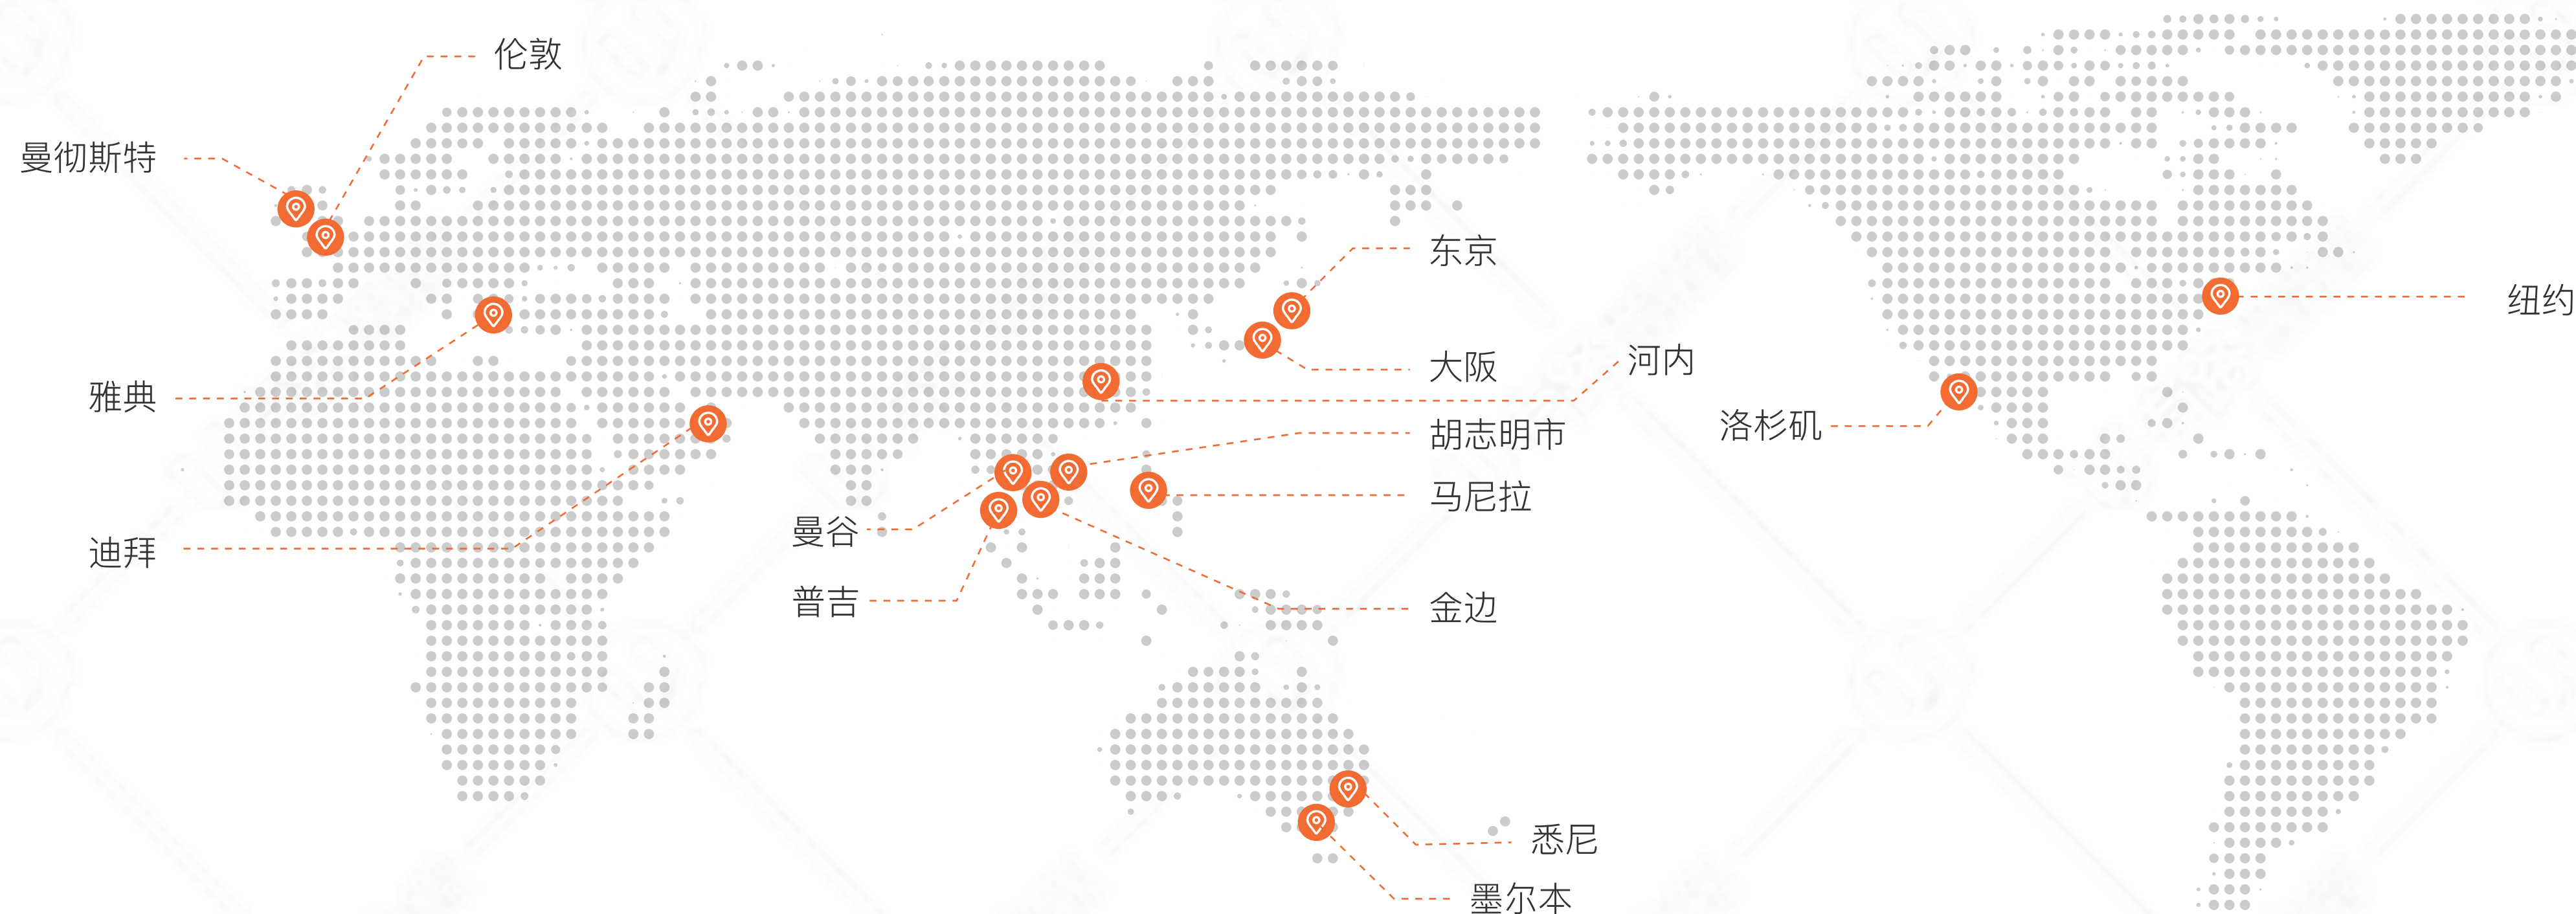 伦敦
曼彻斯特
东京
纽约
大阪
河内
雅典
洛杉矶
胡志明市
马尼拉
曼谷
迪拜
普吉
金边
悉尼
墨尔本